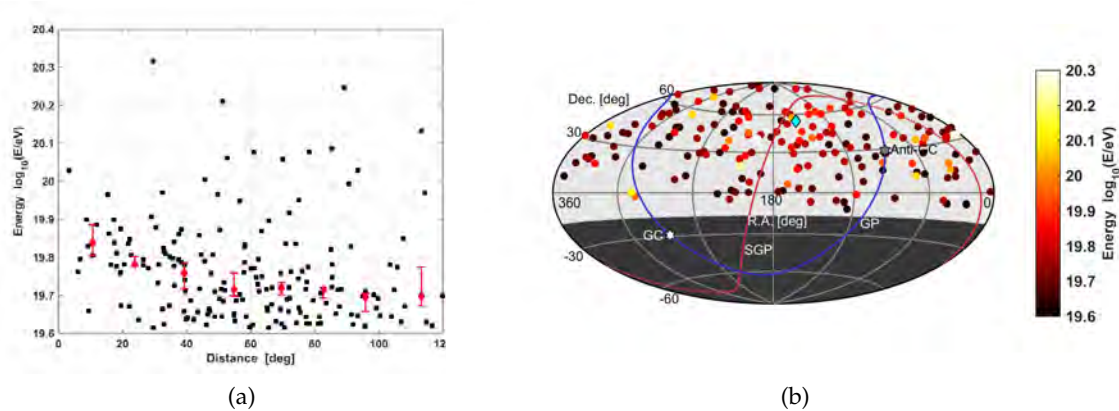 20.4
20.3
20.2
20.1
20
19.9
19.8
19.7
19.6
0 20 40 60 80 100 120
Energy log10(E/eV)
Distance [deg]
(a)
Dec. [deg]
60
30
360
180
0
R.A. [deg]
-30
-60
GC
Anti-GC
SGP
GP
20.3
20.2
20.1
20.0
19.9
19.8
19.7
19.6
Energy log10(E/eV)
(b)